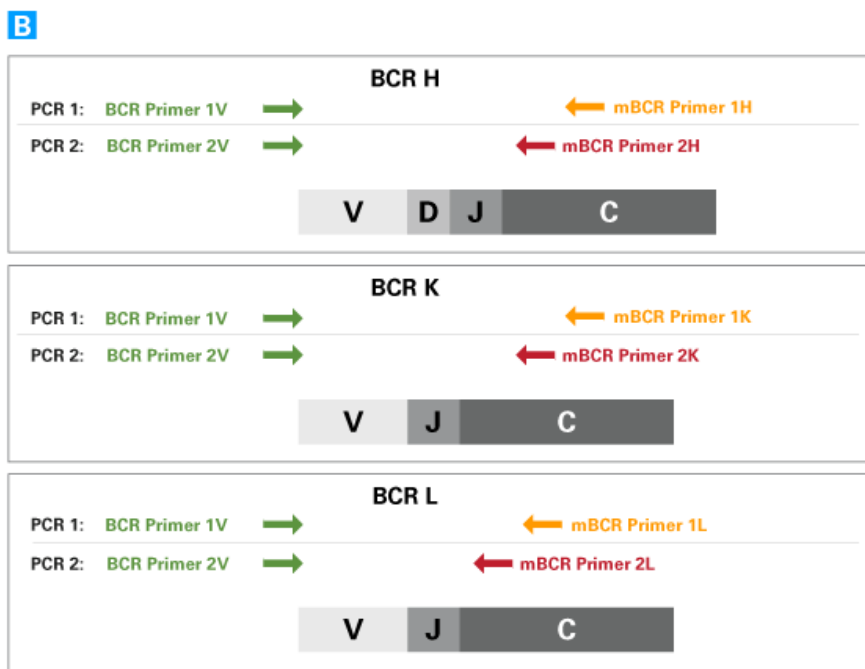 B
BCR H
PCR 1: BCR Primer 1V mBCR Primer 1H
PCR 2: BCR Primer 2V mBCR Primer 2H
V D J C
BCR K
PCR 1: BCR Primer 1V mBCR Primer 1K
PCR 2: BCR Primer 2V mBCR Primer 2K
V J C
BCR L
PCR 1: BCR Primer 1V mBCR Primer 1L
PCR 2: BCR Primer 2V mBCR Primer 2L
V J C